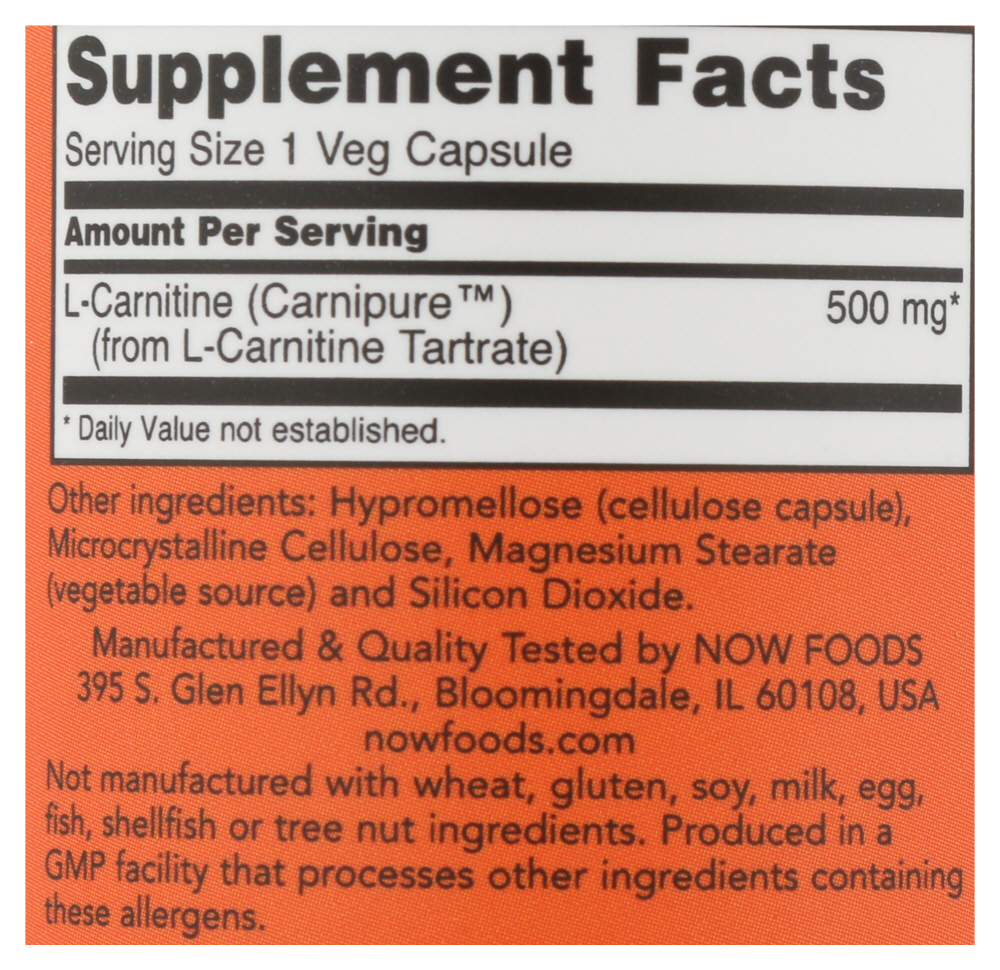 Supplement Facts
Serving Size 1 Veg Capsule
Amount Per Serving
L-Carnitine (Carnipure™) 500 mg*
(from L-Carnitine Tartrate)
* Daily Value not established.
Other ingredients: Hypromellose (cellulose capsule),
Microcrystalline Cellulose, Magnesium Stearate
(vegetable source) and Silicon Dioxide.
Manufactured & Quality Tested by NOW FOODS
395 S. Glen Ellyn Rd., Bloomingdale, IL 60108, USA
nowfoods.com
Not manufactured with wheat, gluten, soy, milk, egg,
fish, shellfish or tree nut ingredients. Produced in a
GMP facility that processes other ingredients containing
these allergens.